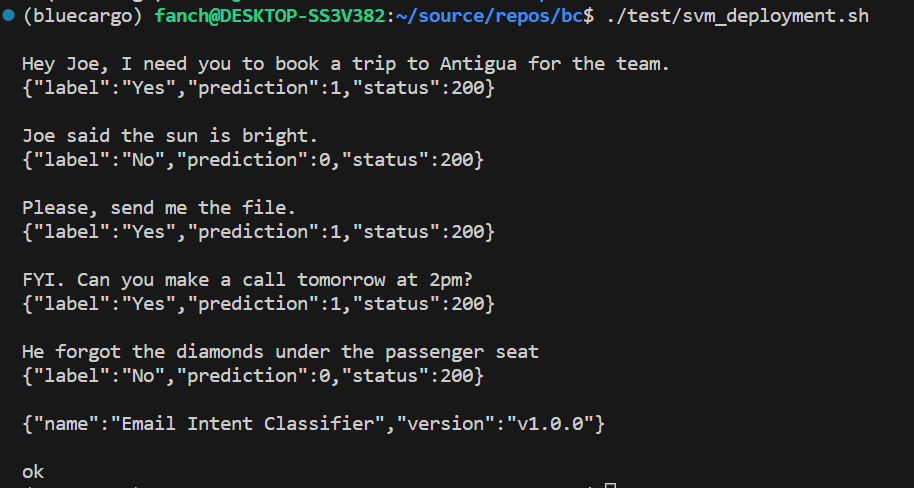 (bluecargo) fanch@DESKTOP-SS3V382:~/source/repos/bc$ ./test/svm_deployment.sh
Hey Joe, I need you to book a trip to Antigua for the team.
{"label":"Yes","prediction":1,"status":200}
Joe said the sun is bright.
{"label":"No","prediction":0,"status":200}
Please, send me the file.
{"label":"Yes","prediction":1,"status":200}
FYI. Can you make a call tomorrow at 2pm?
{"label":"Yes","prediction":1,"status":200}
He forgot the diamonds under the passenger seat
{"label":"No","prediction":0,"status":200}
{"name":"Email Intent Classifier","version":"v1.0.0"}
ok